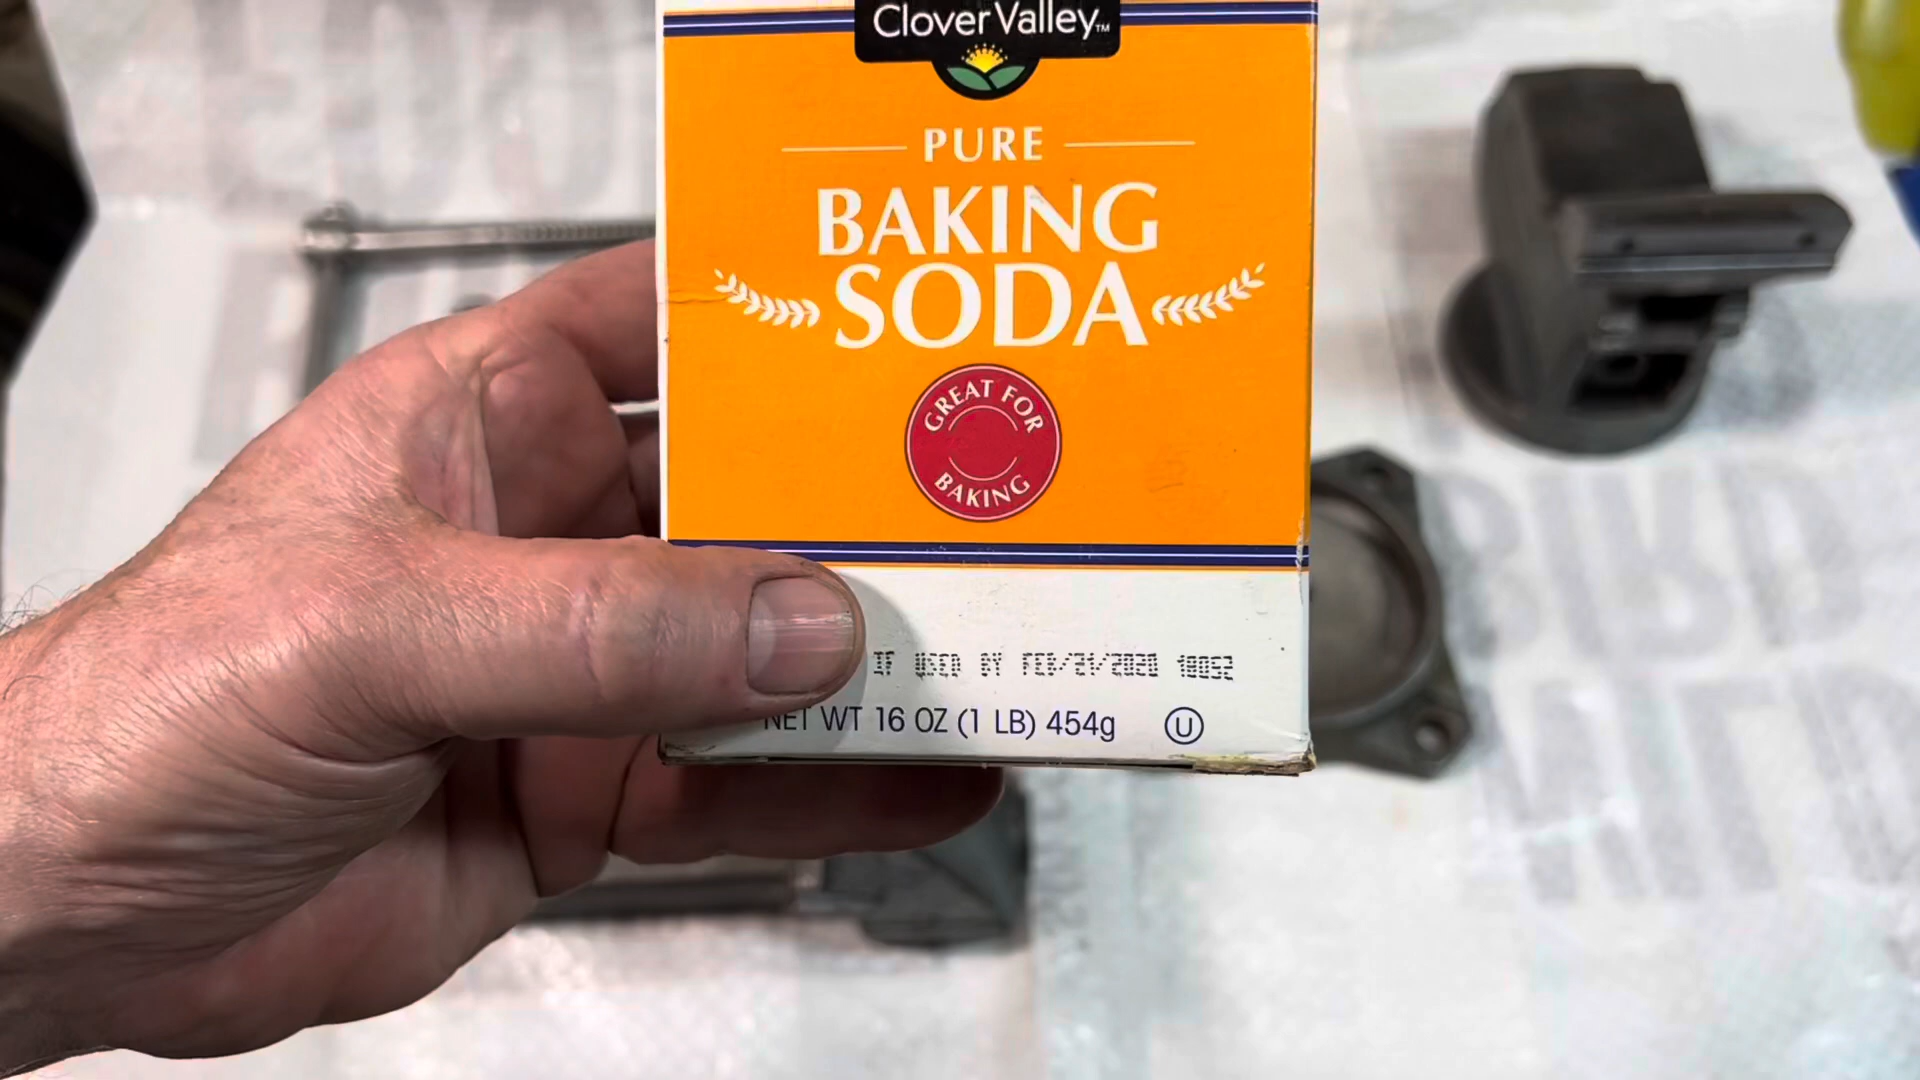 Clover Valley™
PURE
BAKING
SODA
GREAT FOR
BAKING
IF USED BY FEB/21/2020 18052
NET WT 16 OZ (1 LB) 454g
U